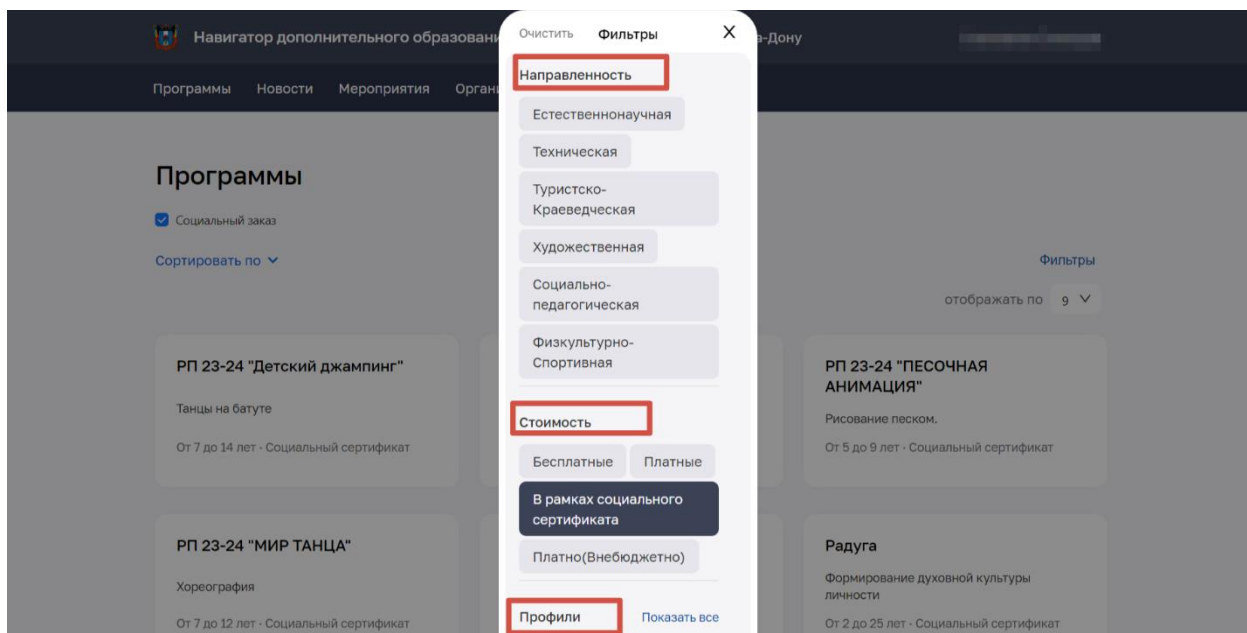 Навигатор дополнительного образовани
а-Дону
Программы Новости Мероприятия Органи
Программы
Социальный заказ
Сортировать по
Фильтры
отображать по 9
РП 23-24 "Детский джампинг"
Танцы на батуте
От 7 до 14 лет · Социальный сертификат
РП 23-24 "ПЕСОЧНАЯ
АНИМАЦИЯ"
Рисование песком.
От 5 до 9 лет · Социальный сертификат
РП 23-24 "МИР ТАНЦА"
Хореография
От 7 до 12 лет · Социальный сертификат
Радуга
Формирование духовной культуры
личности
От 2 до 25 лет · Социальный сертификат
Очистить Фильтры X
Направленность
Естественнонаучная
Техническая
Туристско-
Краеведческая
Художественная
Социально-
педагогическая
Физкультурно-
Спортивная
Стоимость
Бесплатные Платные
В рамках социального
сертификата
Платно(Внебюджетно)
Профили Показать все